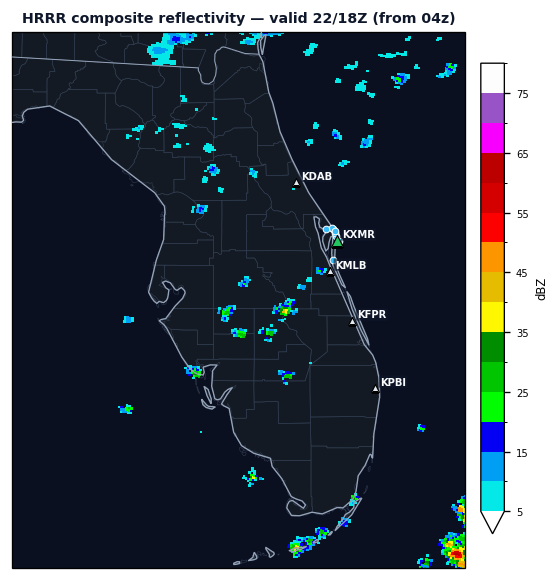 HRRR composite reflectivity — valid 22/18Z (from 04z)
KDAB
KXMR
KMLB
KFPR
KPBI
75
65
55
45
35
25
15
5
dBZ